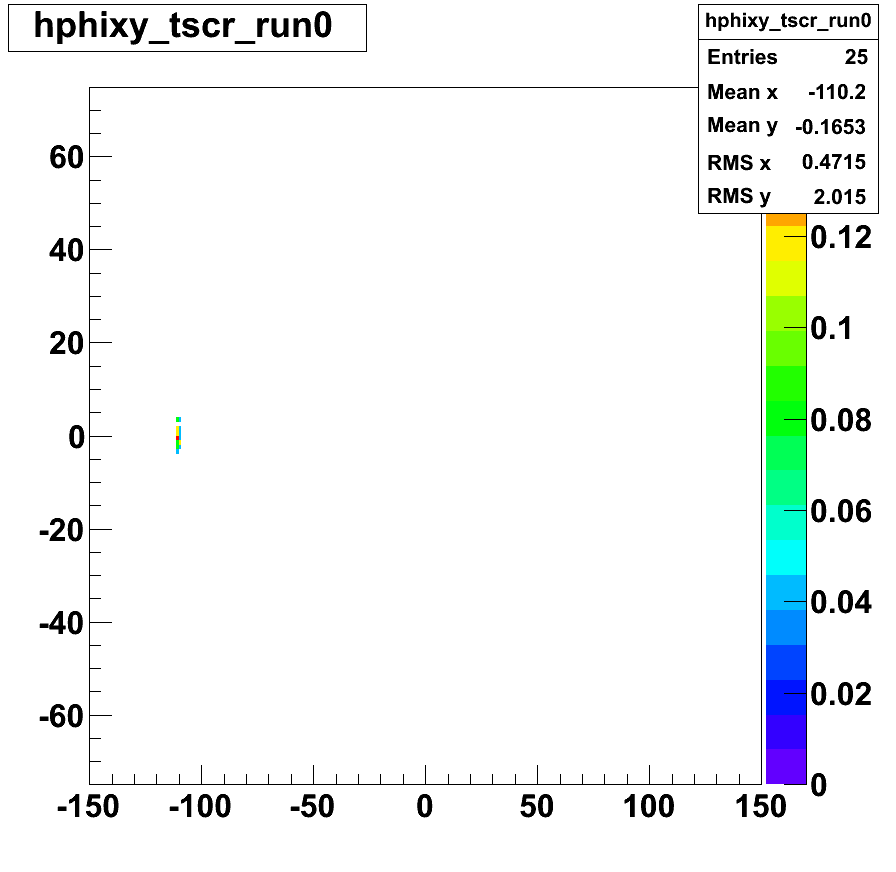 hphixy_tscr_run0
hphixy_tscr_run0
Entries 25
Mean x -110.2
Mean y -0.1653
RMS x 0.4715
RMS y 2.015
60
40
20
0
-20
-40
-60
-150 -100 -50 0 50 100 150
0.12
0.1
0.08
0.06
0.04
0.02
0